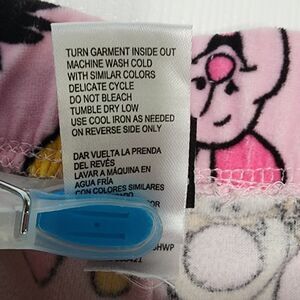 TURN GARMENT INSIDE OUT
MACHINE WASH COLD
WITH SIMILAR COLORS
DELICATE CYCLE
DO NOT BLEACH
TUMBLE DRY LOW
USE COOL IRON AS NEEDED
ON REVERSE SIDE ONLY
DAR VUELTA LA PRENDA
DEL REVÉS
LAVAR A MÁQUINA EN
AGUA FRÍA
CON COLORES SIMILARES